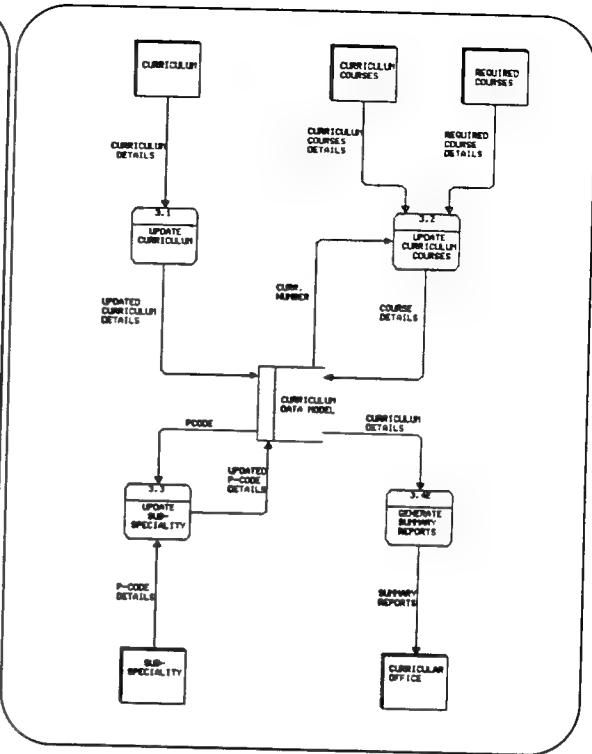 CURRICULUM
CURRICULUM
COURSES
REQUIRED
COURSES
CURRICULUM
DETAILS
CURRICULUM
COURSES
DETAILS
REQUIRED
COURSE
DETAILS
3.1
UPDATE
CURRICULUM
3.2
UPDATE
CURRICULUM
COURSES
UPDATED
CURRICULUM
DETAILS
CURR.
NUMBER
COURSE
DETAILS
CURRICULUM
DATA MODEL
PCODE
CURRICULUM
DETAILS
UPDATED
P-CODE
DETAILS
3.3
UPDATE
SUB-
SPECIALITY
3.4E
GENERATE
SUMMARY
REPORTS
P-CODE
DETAILS
SUMMARY
REPORTS
SUB-
SPECIALITY
CURRICULAR
OFFICE